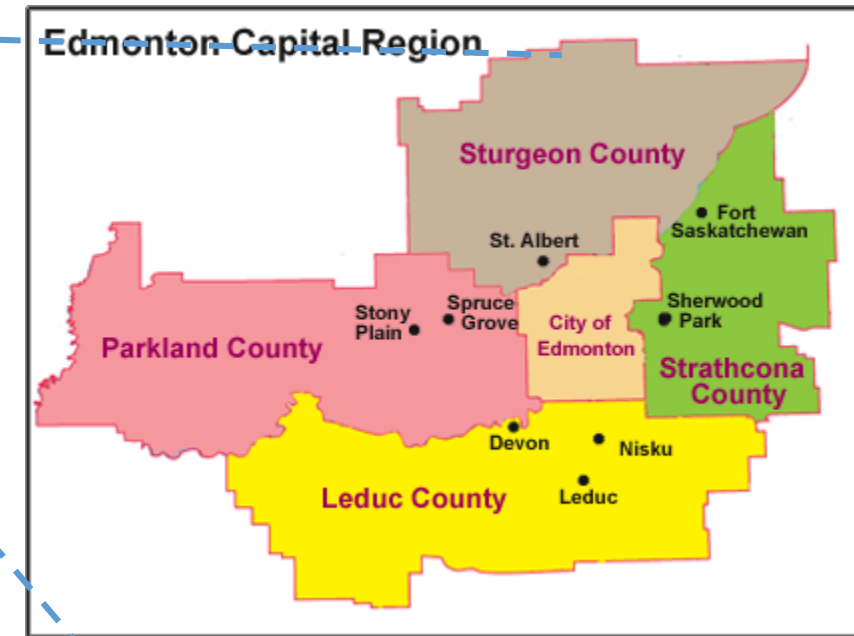 Edmonton Capital Region
Sturgeon County
St. Albert
Fort
Saskatchewan
Stony
Plain
Spruce
Grove
Parkland County
City of
Edmonton
Sherwood
Park
Strathcona
County
Devon
Nisku
Leduc
Leduc County